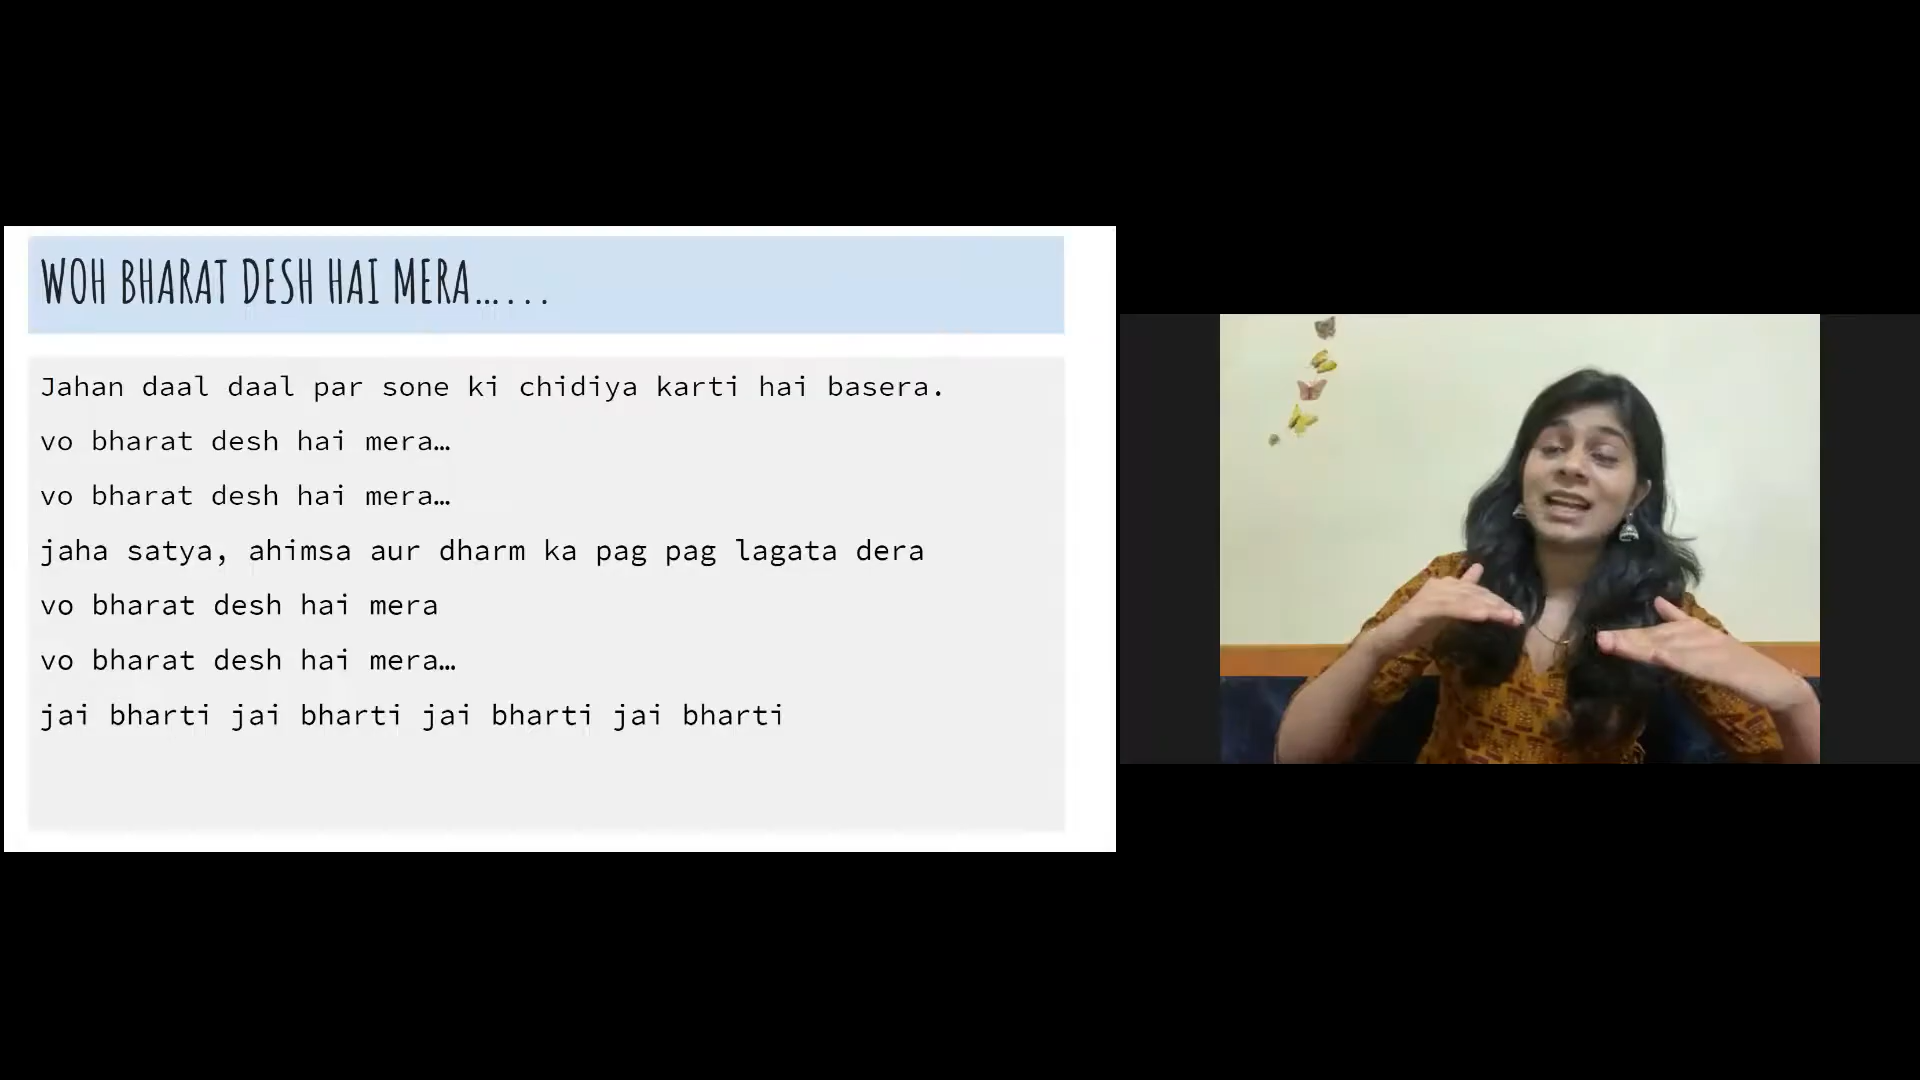 WOH BHARAT DESH HAI MERA…...
Jahan daal daal par sone ki chidiya karti hai basera.
vo bharat desh hai mera…
vo bharat desh hai mera…
jaha satya, ahimsa aur dharm ka pag pag lagata dera
vo bharat desh hai mera
vo bharat desh hai mera…
jai bharti jai bharti jai bharti jai bharti